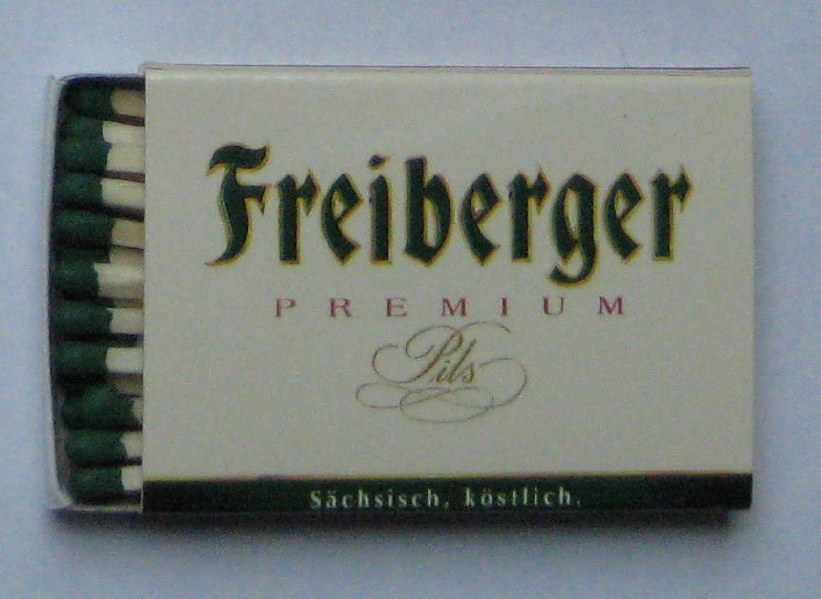 Freiberger
PREMIUM
Pils
Sächsisch, köstlich.